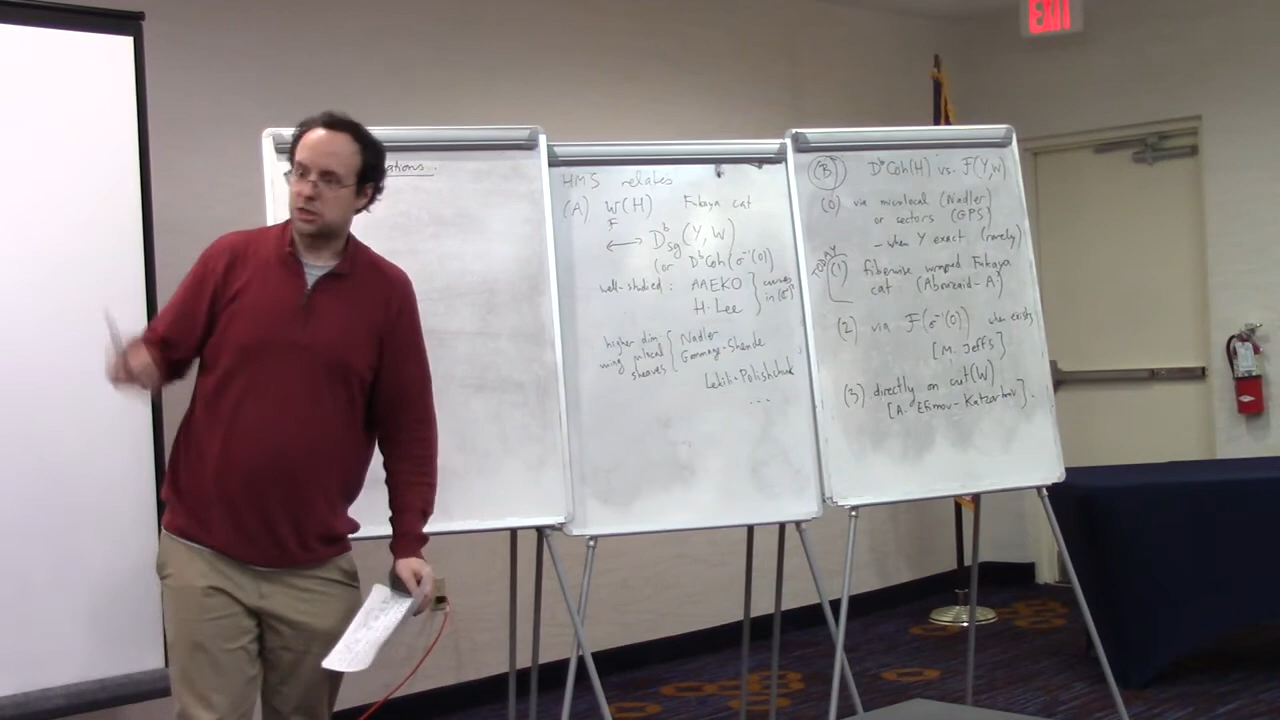 ations.
HMS relates
(A) W(H) Fukaya cat
F
⟷ D^b_sg(Y, W)
(or D^bCoh(σ⁻¹(0))
well-studied : AAEKO
H. Lee } curves in (C*)²
higher dim. { Nadler
using μlocal Gammage-Shende
sheaves
Lekili-Polishchuk
...
(B) D^bCoh(H) vs. F(Y,W)
(0) via microlocal (Nadler)
or sectors (GPS)
- when Y exact (rarely)
TODAY (1) fiberwise wrapped Fukaya
cat (Abouzaid-A.)
(2) via F(σ⁻¹(0)) when exists
[M. Jeffs]
(3) directly on crit(W)
[A. Efimov-Katzarkov].
EXIT